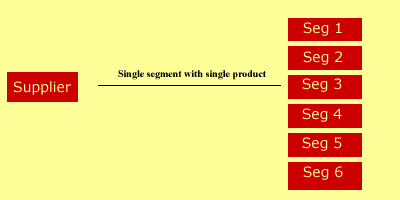 Seg 1
Seg 2
Single segment with single product
Supplier
Seg 3
Seg 4
Seg 5
Seg 6